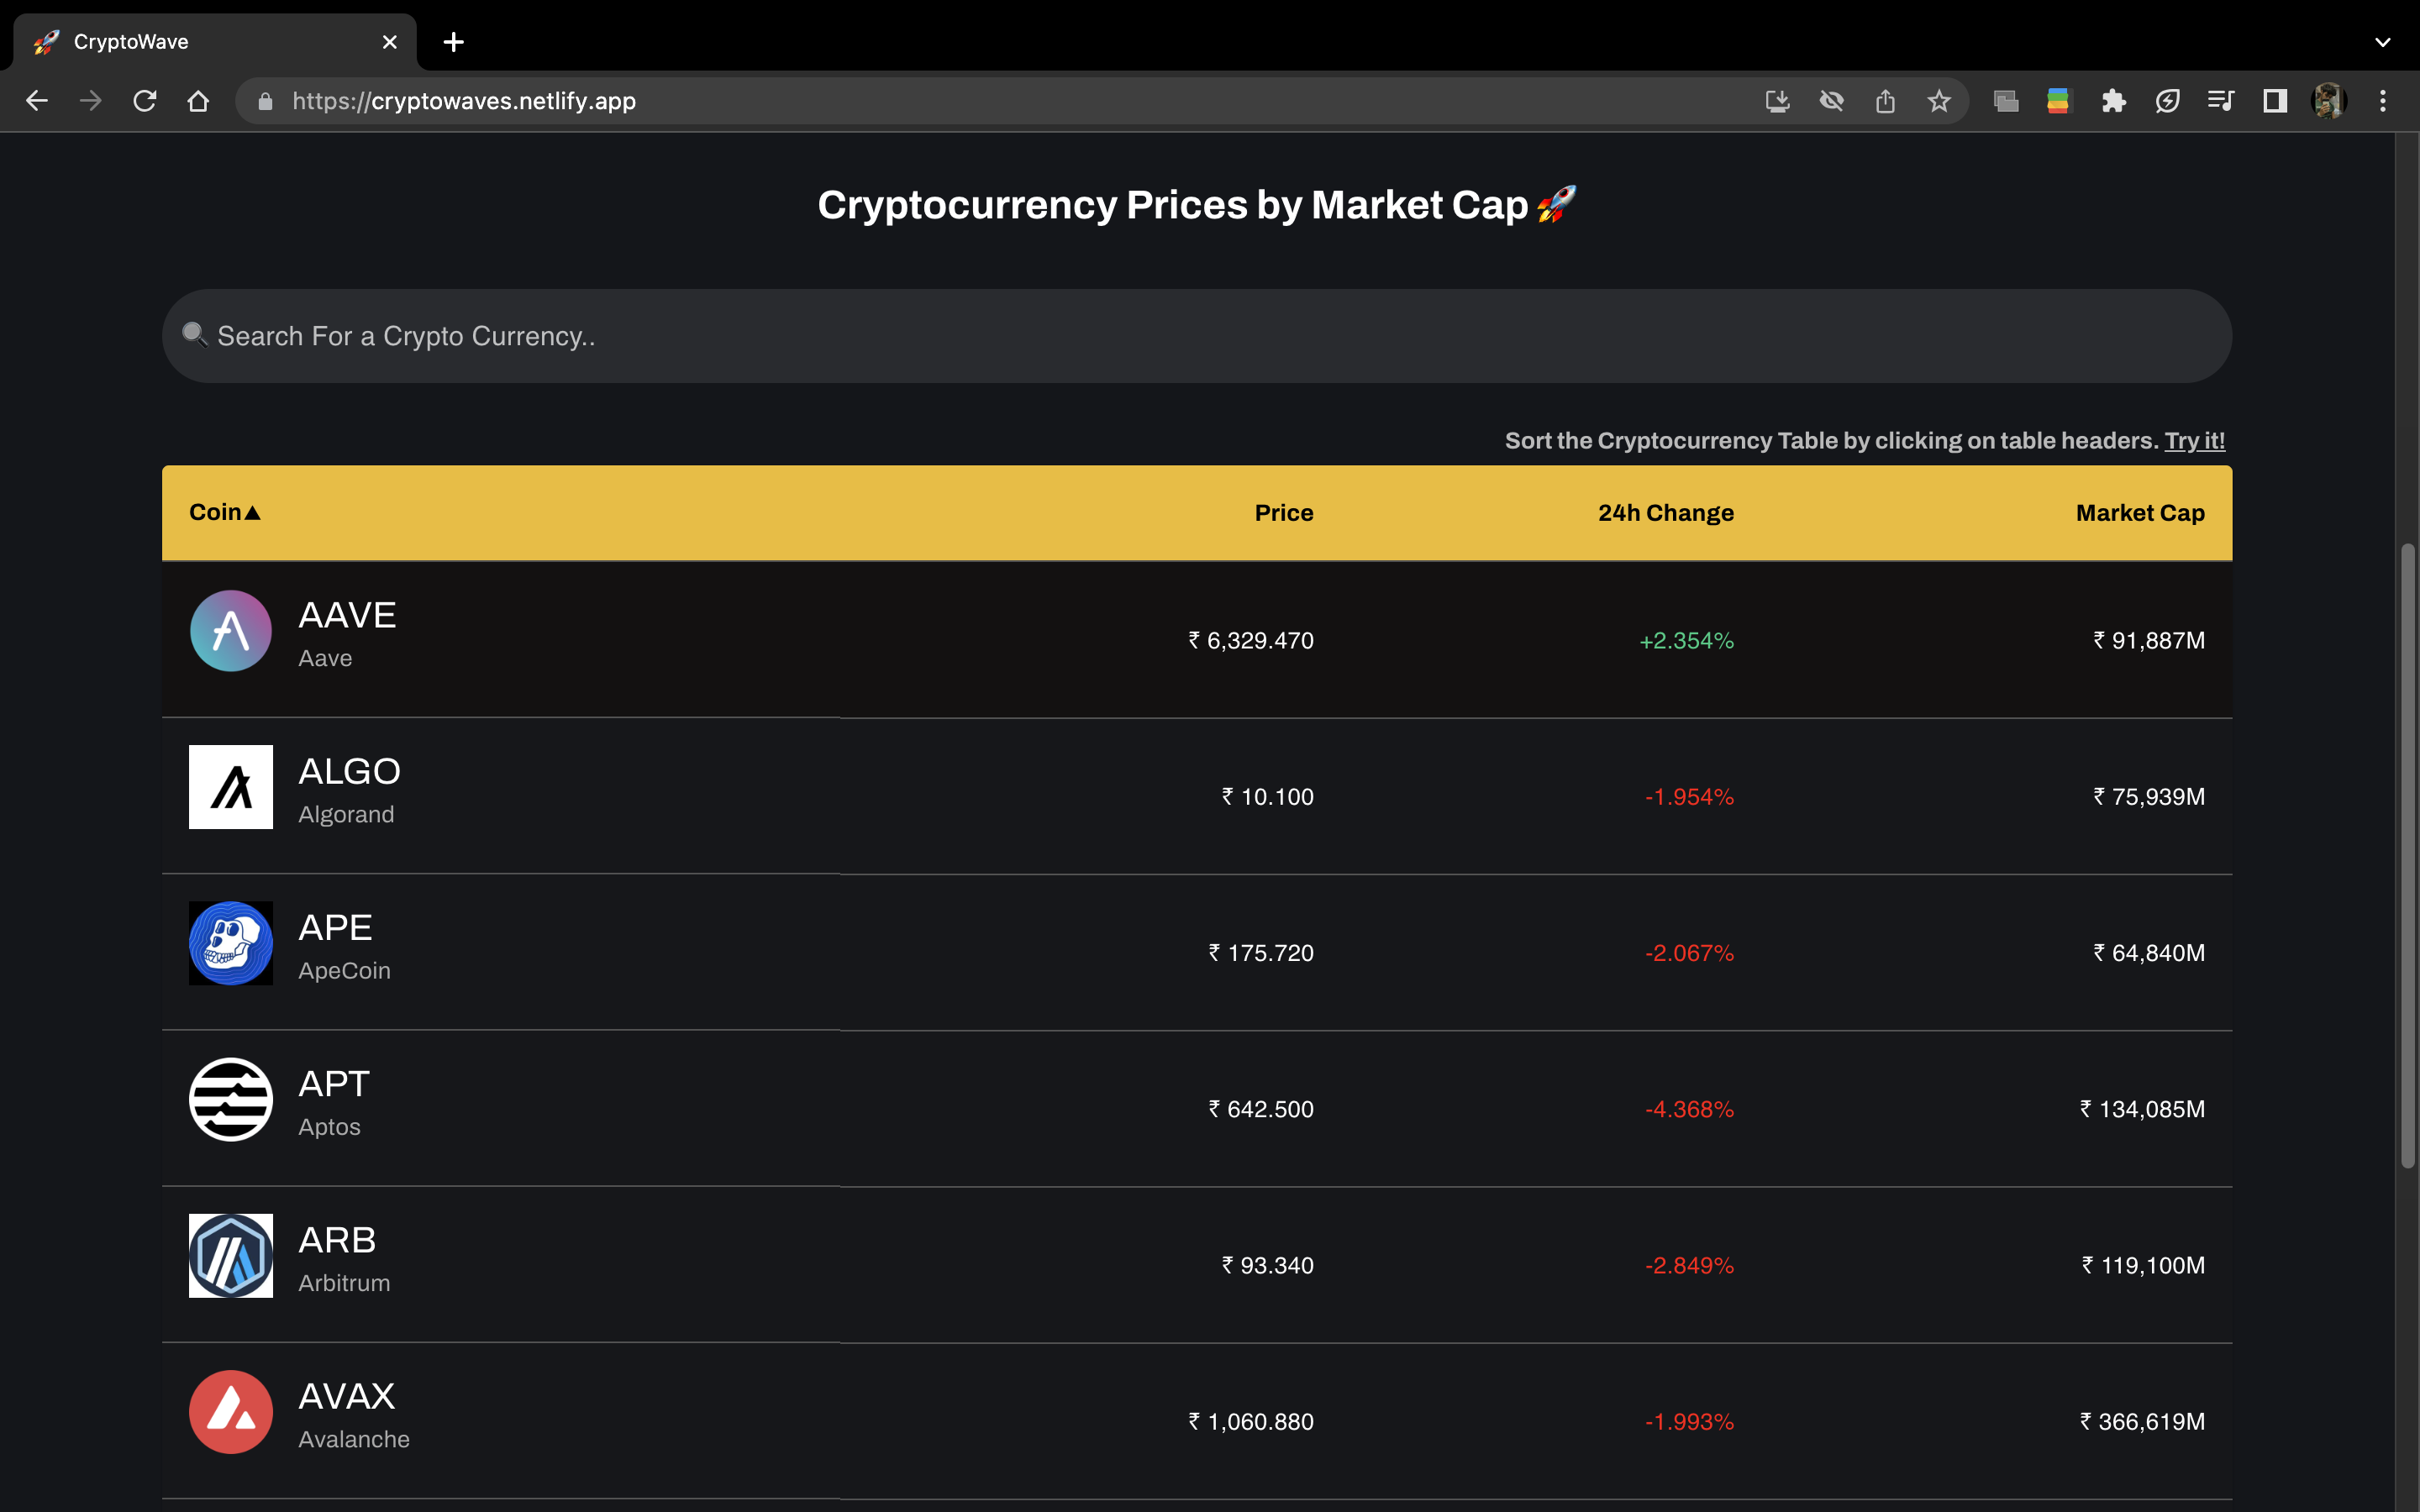 CryptoWave
https://cryptowaves.netlify.app
Cryptocurrency Prices by Market Cap 🚀
Search For a Crypto Currency..
Sort the Cryptocurrency Table by clicking on table headers. Try it!
Coin▲ Price 24h Change Market Cap
AAVE
Aave
₹ 6,329.470 +2.354% ₹ 91,887M
ALGO
Algorand
₹ 10.100 -1.954% ₹ 75,939M
APE
ApeCoin
₹ 175.720 -2.067% ₹ 64,840M
APT
Aptos
₹ 642.500 -4.368% ₹ 134,085M
ARB
Arbitrum
₹ 93.340 -2.849% ₹ 119,100M
AVAX
Avalanche
₹ 1,060.880 -1.993% ₹ 366,619M